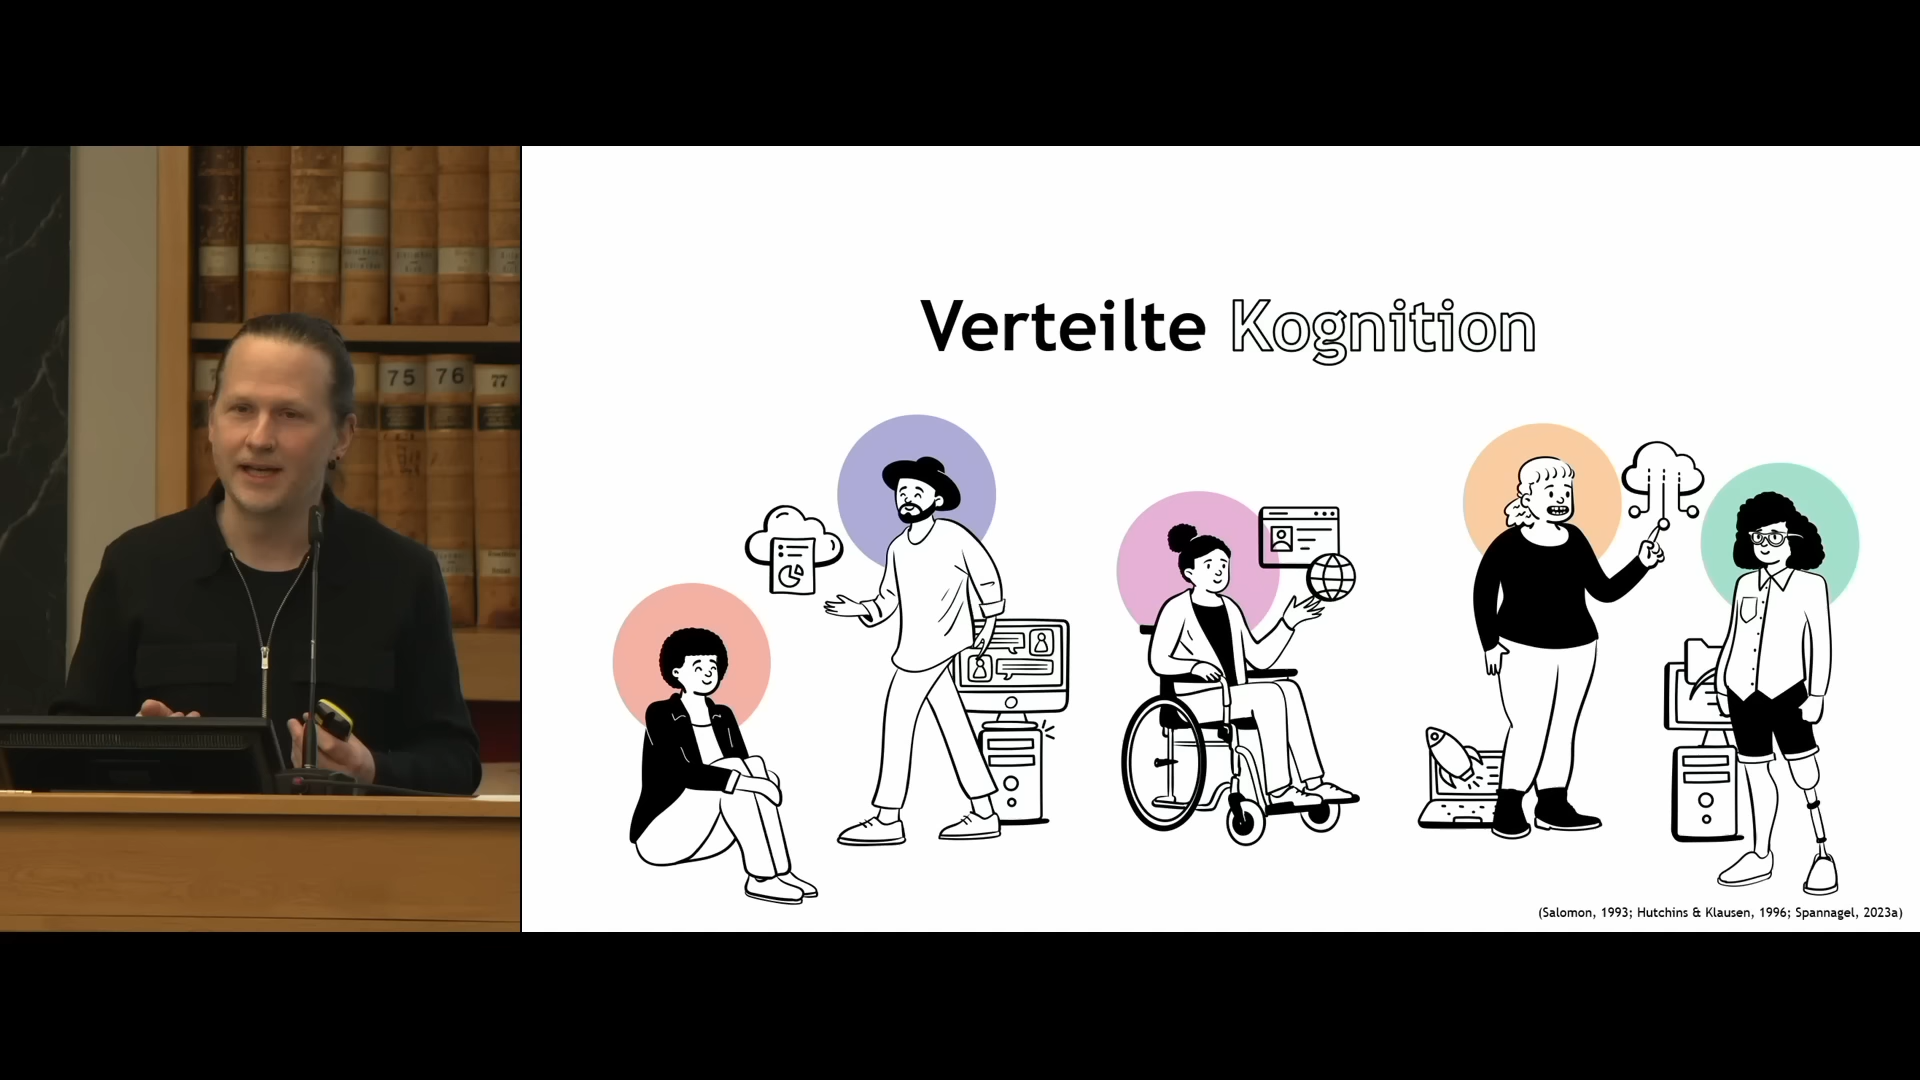 75
76
77
Verteilte Kognition
(Salomon, 1993; Hutchins & Klausen, 1996; Spannagel, 2023a)